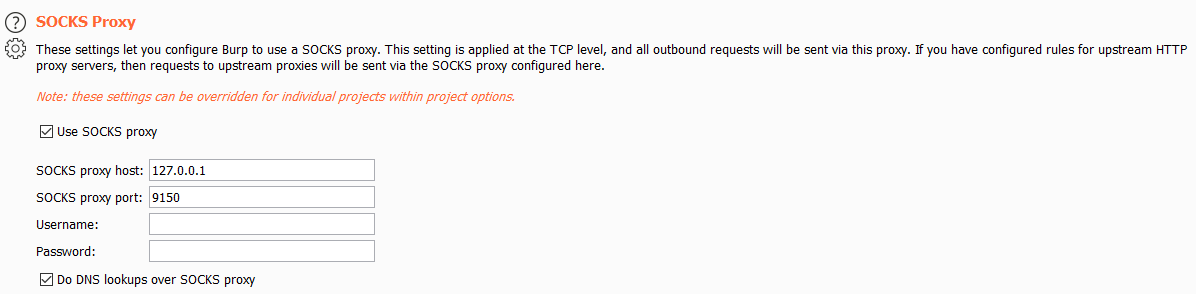 ? SOCKS Proxy
These settings let you configure Burp to use a SOCKS proxy. This setting is applied at the TCP level, and all outbound requests will be sent via this proxy. If you have configured rules for upstream HTTP
proxy servers, then requests to upstream proxies will be sent via the SOCKS proxy configured here.
Note: these settings can be overridden for individual projects within project options.
Use SOCKS proxy
SOCKS proxy host: 127.0.0.1
SOCKS proxy port: 9150
Username:
Password:
Do DNS lookups over SOCKS proxy